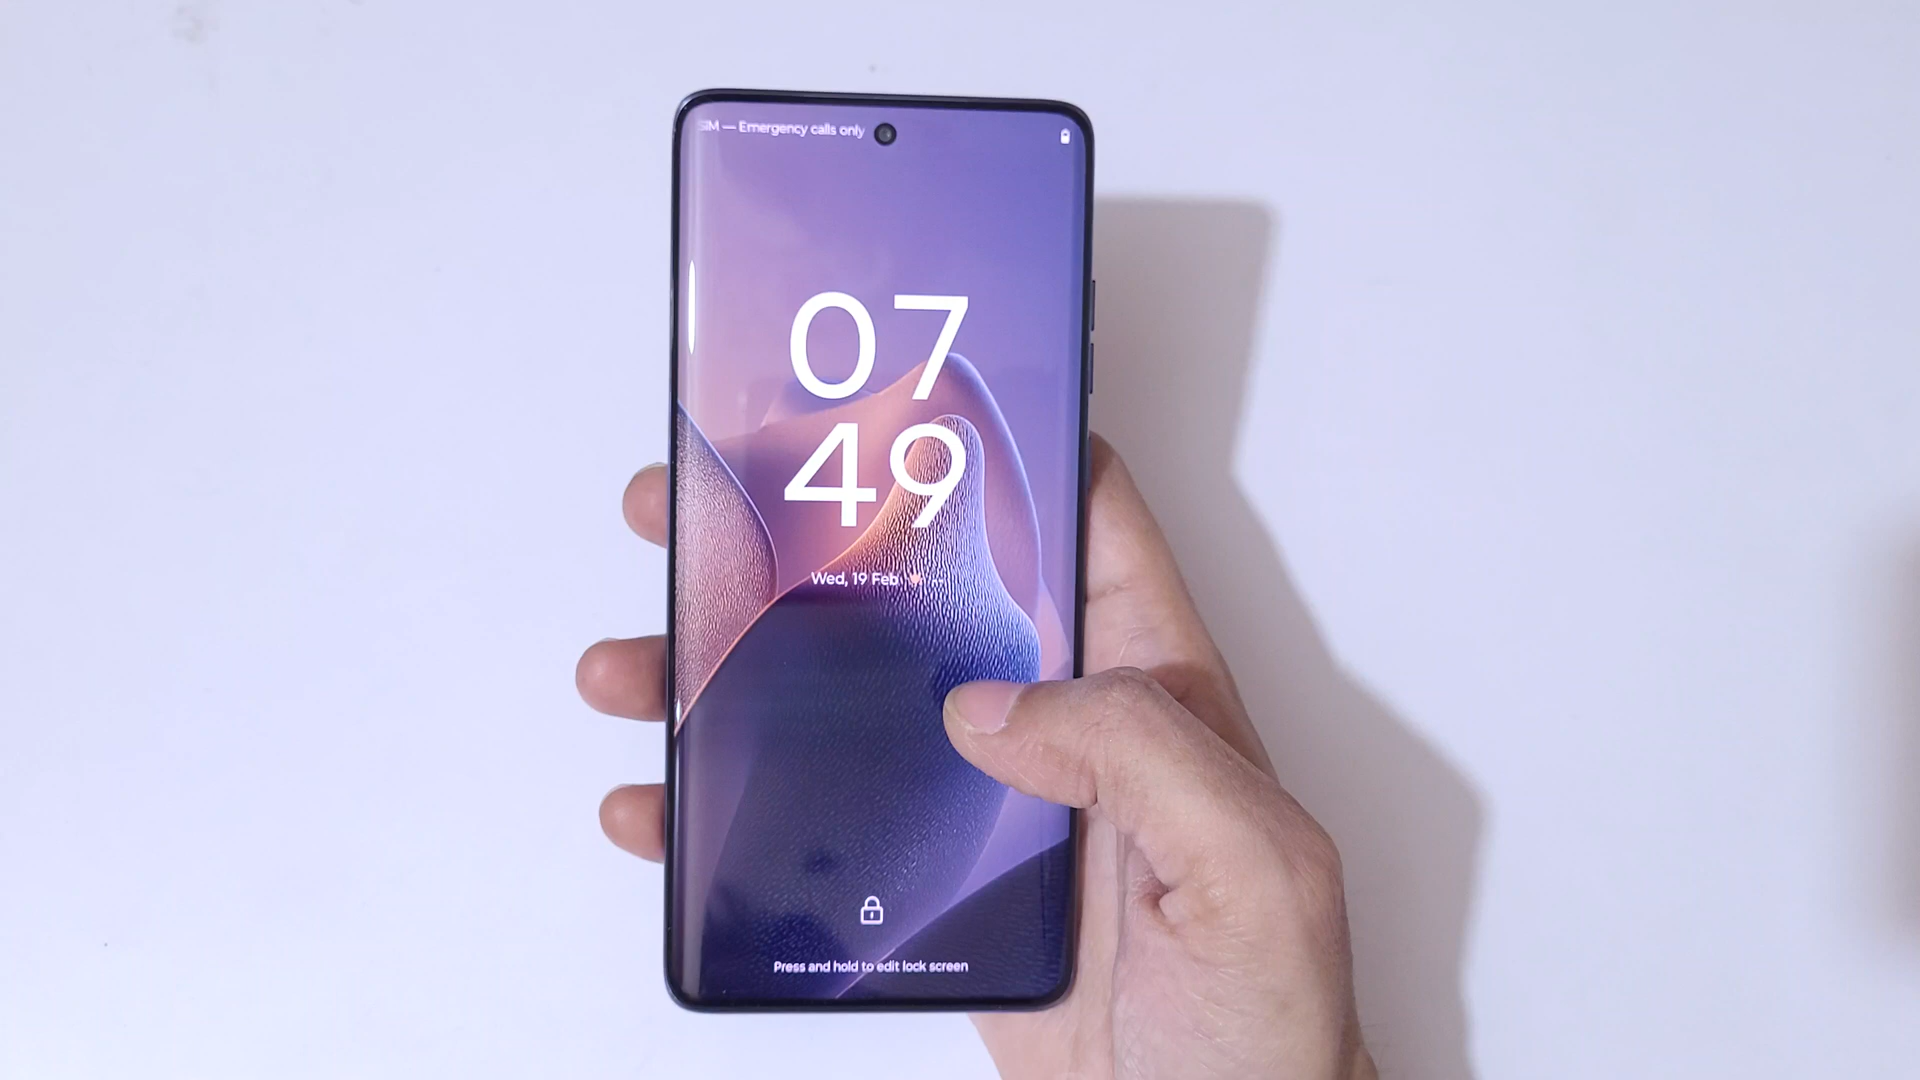 SIM — Emergency calls only
07
49
Wed, 19 Feb
Press and hold to edit lock screen